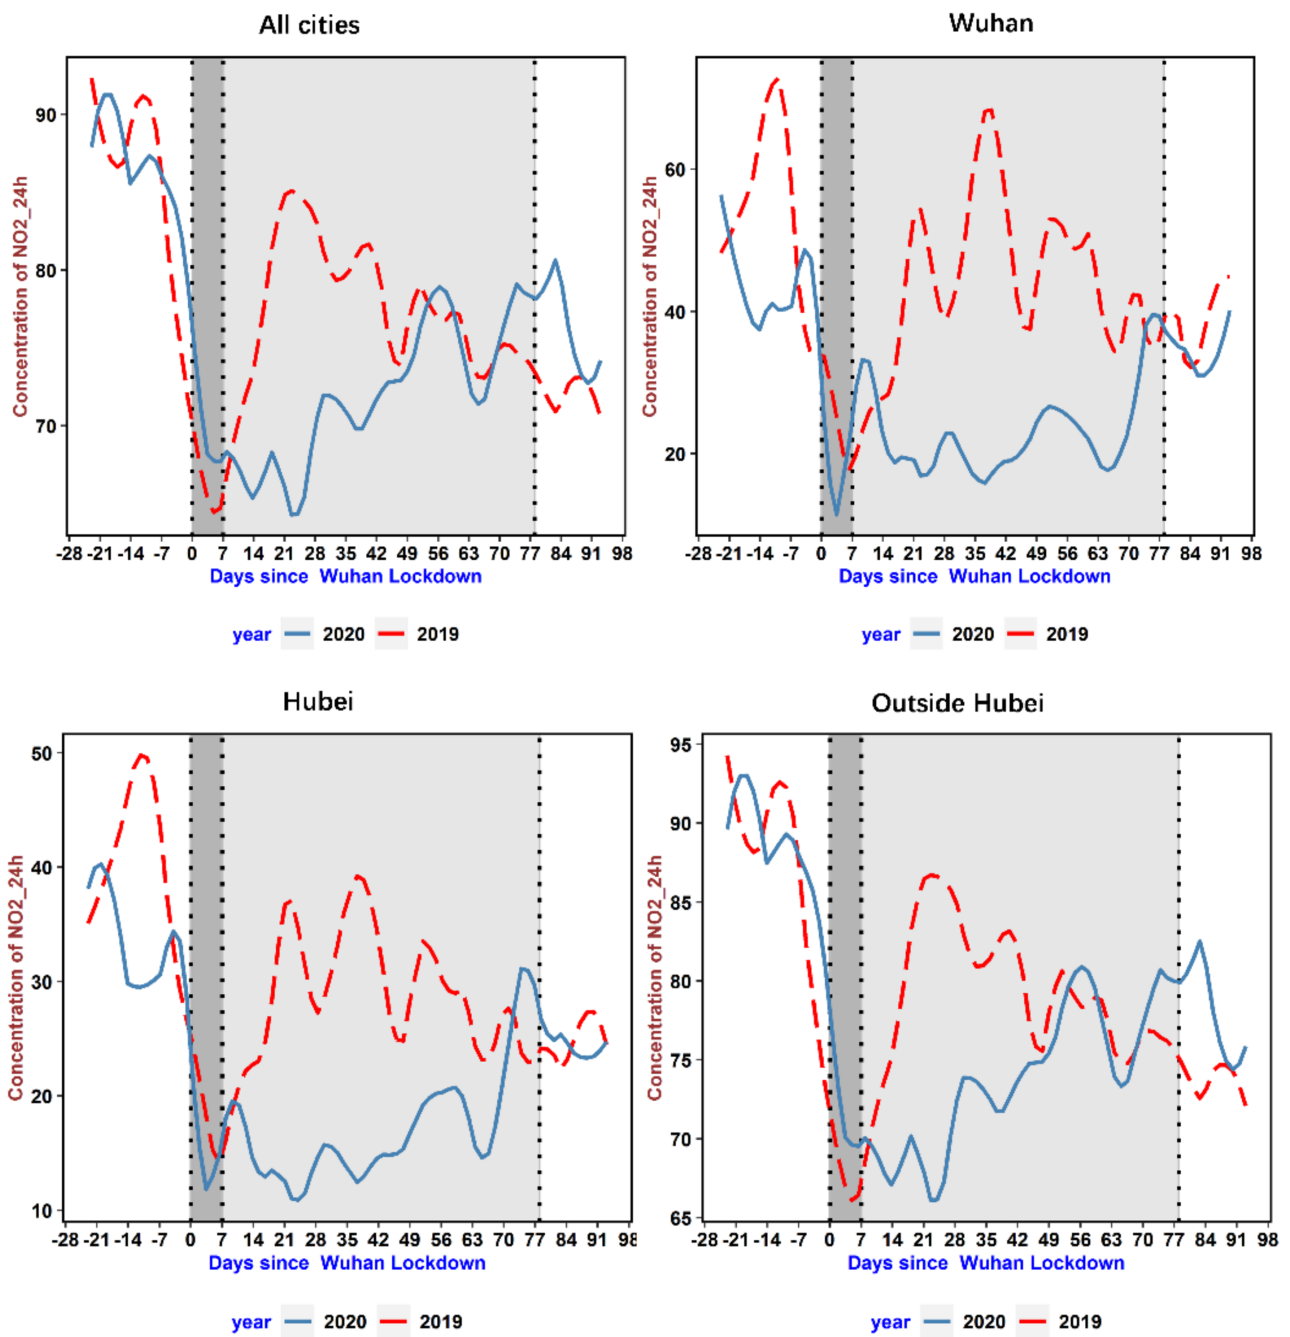 All cities
Concentration of NO2_24h
90
80
70
-28 -21 -14 -7 0 7 14 21 28 35 42 49 56 63 70 77 84 91 98
Days since Wuhan Lockdown
year 2020 2019
Wuhan
Concentration of NO2_24h
60
40
20
-28 -21 -14 -7 0 7 14 21 28 35 42 49 56 63 70 77 84 91 98
Days since Wuhan Lockdown
year 2020 2019
Hubei
Concentration of NO2_24h
50
40
30
20
10
-28 -21 -14 -7 0 7 14 21 28 35 42 49 56 63 70 77 84 91 98
Days since Wuhan Lockdown
year 2020 2019
Outside Hubei
Concentration of NO2_24h
95
90
85
80
75
70
65
-28 -21 -14 -7 0 7 14 21 28 35 42 49 56 63 70 77 84 91 98
Days since Wuhan Lockdown
year 2020 2019